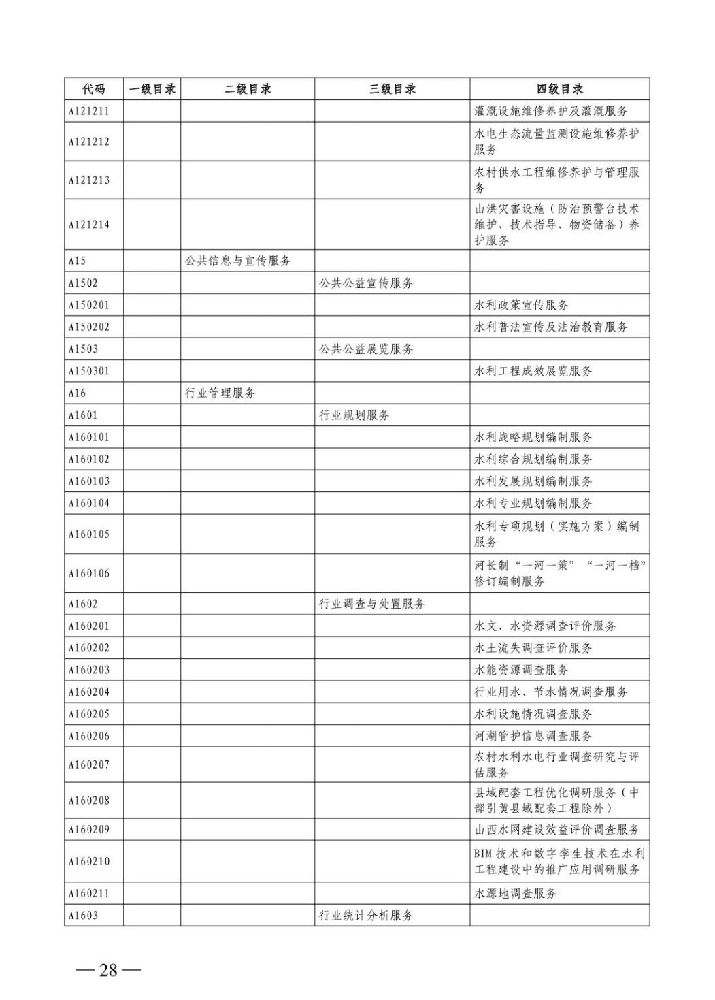 代码 一级目录 二级目录 三级目录 四级目录
A121211 灌溉设施维修养护及灌溉服务
A121212 水电生态流量监测设施维修养护
服务
A121213 农村供水工程维修养护与管理服
务
A121214 山洪灾害设施（防治预警台技术
维护、技术指导、物资储备）养
护服务
A15 公共信息与宣传服务
A1502 公共公益宣传服务
A150201 水利政策宣传服务
A150202 水利普法宣传及法治教育服务
A1503 公共公益展览服务
A150301 水利工程成效展览服务
A16 行业管理服务
A1601 行业规划服务
A160101 水利战略规划编制服务
A160102 水利综合规划编制服务
A160103 水利发展规划编制服务
A160104 水利专业规划编制服务
A160105 水利专项规划（实施方案）编制
服务
A160106 河长制“一河一策”“一河一档”
修订编制服务
A1602 行业调查与处置服务
A160201 水文、水资源调查评价服务
A160202 水土流失调查评价服务
A160203 水能资源调查服务
A160204 行业用水、节水情况调查服务
A160205 水利设施情况调查服务
A160206 河湖管护信息调查服务
A160207 农村水利水电行业调查研究与评
估服务
A160208 县域配套工程优化调研服务（中
部引黄县域配套工程除外）
A160209 山西水网建设效益评价调查服务
A160210 BIM 技术和数字孪生技术在水利
工程建设中的推广应用调研服务
A160211 水源地调查服务
A1603 行业统计分析服务
— 28 —